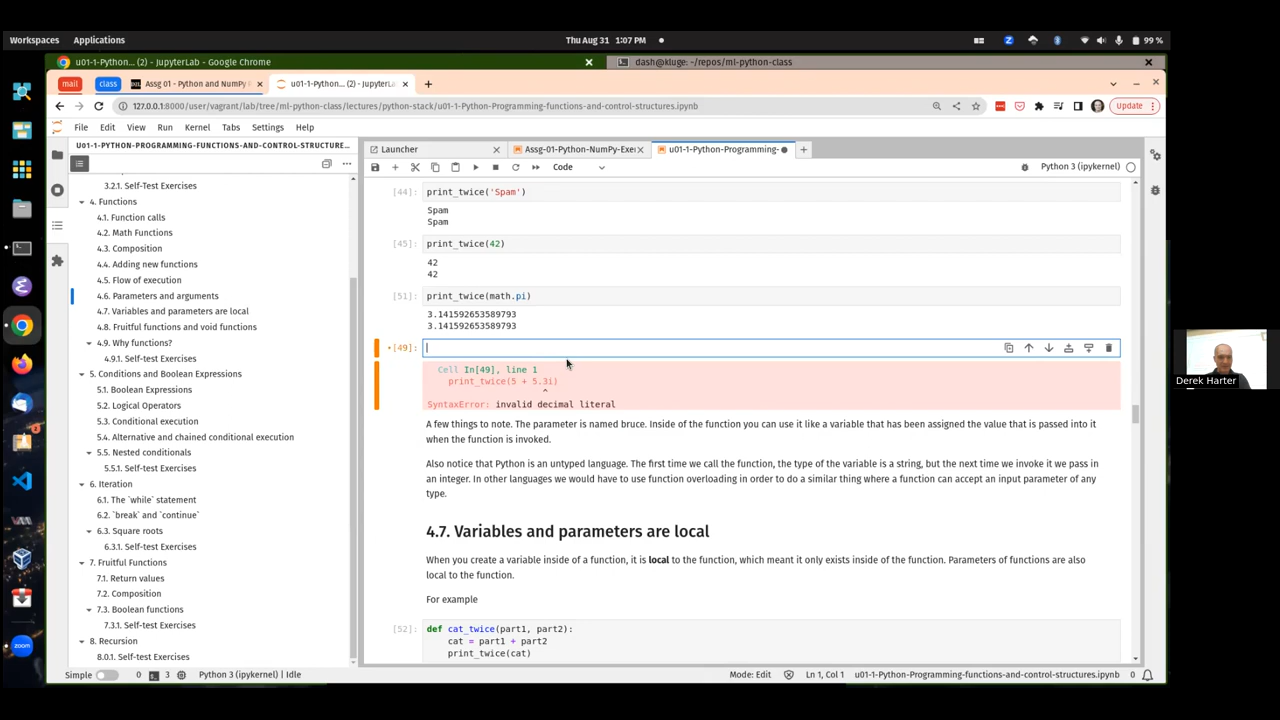 Workspaces Applications Thu Aug 31 1:07 PM 99 %
u01-1-Python... (2) - JupyterLab - Google Chrome
dash@kluge: ~/repos/ml-python-class
mail class Assg 01 - Python and NumPy u01-1-Python... (2) - JupyterL
127.0.0.1:8000/user/vagrant/lab/tree/ml-python-class/lectures/python-stack/u01-1-Python-Programming-functions-and-control-structures.ipynb
Update
File Edit View Run Kernel Tabs Settings Help
U01-1-PYTHON-PROGRAMMING-FUNCTIONS-AND-CONTROL-STRUCTURE...
3.2.1. Self-Test Exercises
4. Functions
4.1. Function calls
4.2. Math Functions
4.3. Composition
4.4. Adding new functions
4.5. Flow of execution
4.6. Parameters and arguments
4.7. Variables and parameters are local
4.8. Fruitful functions and void functions
4.9. Why functions?
4.9.1. Self-test Exercises
5. Conditions and Boolean Expressions
5.1. Boolean Expressions
5.2. Logical Operators
5.3. Conditional execution
5.4. Alternative and chained conditional execution
5.5. Nested conditionals
5.5.1. Self-test Exercises
6. Iteration
6.1. The `while` statement
6.2. `break` and `continue`
6.3. Square roots
6.3.1. Self-test Exercises
7. Fruitful Functions
7.1. Return values
7.2. Composition
7.3. Boolean functions
7.3.1. Self-test Exercises
8. Recursion
8.0.1. Self-test Exercises
Launcher Assg-01-Python-NumPy-Exer u01-1-Python-Programming-
Code
Python 3 (ipykernel)
[44]: print_twice('Spam')
Spam
Spam
[45]: print_twice(42)
42
42
[51]: print_twice(math.pi)
3.141592653589793
3.141592653589793
[49]:
Cell In[49], line 1
print_twice(5 + 5.3i)
^
SyntaxError: invalid decimal literal
A few things to note. The parameter is named bruce. Inside of the function you can use it like a variable that has been assigned the value that is passed into it
when the function is invoked.
Also notice that Python is an untyped language. The first time we call the function, the type of the variable is a string, but the next time we invoke it we pass in
an integer. In other languages we would have to use function overloading in order to do a similar thing where a function can accept an input parameter of any
type.
4.7. Variables and parameters are local
When you create a variable inside of a function, it is local to the function, which meant it only exists inside of the function. Parameters of functions are also
local to the function.
For example
[52]: def cat_twice(part1, part2):
cat = part1 + part2
print_twice(cat)
Simple 0 3 Python 3 (ipykernel) | Idle
Mode: Edit Ln 1, Col 1 u01-1-Python-Programming-functions-and-control-structures.ipynb 0
Derek Harter
zoom